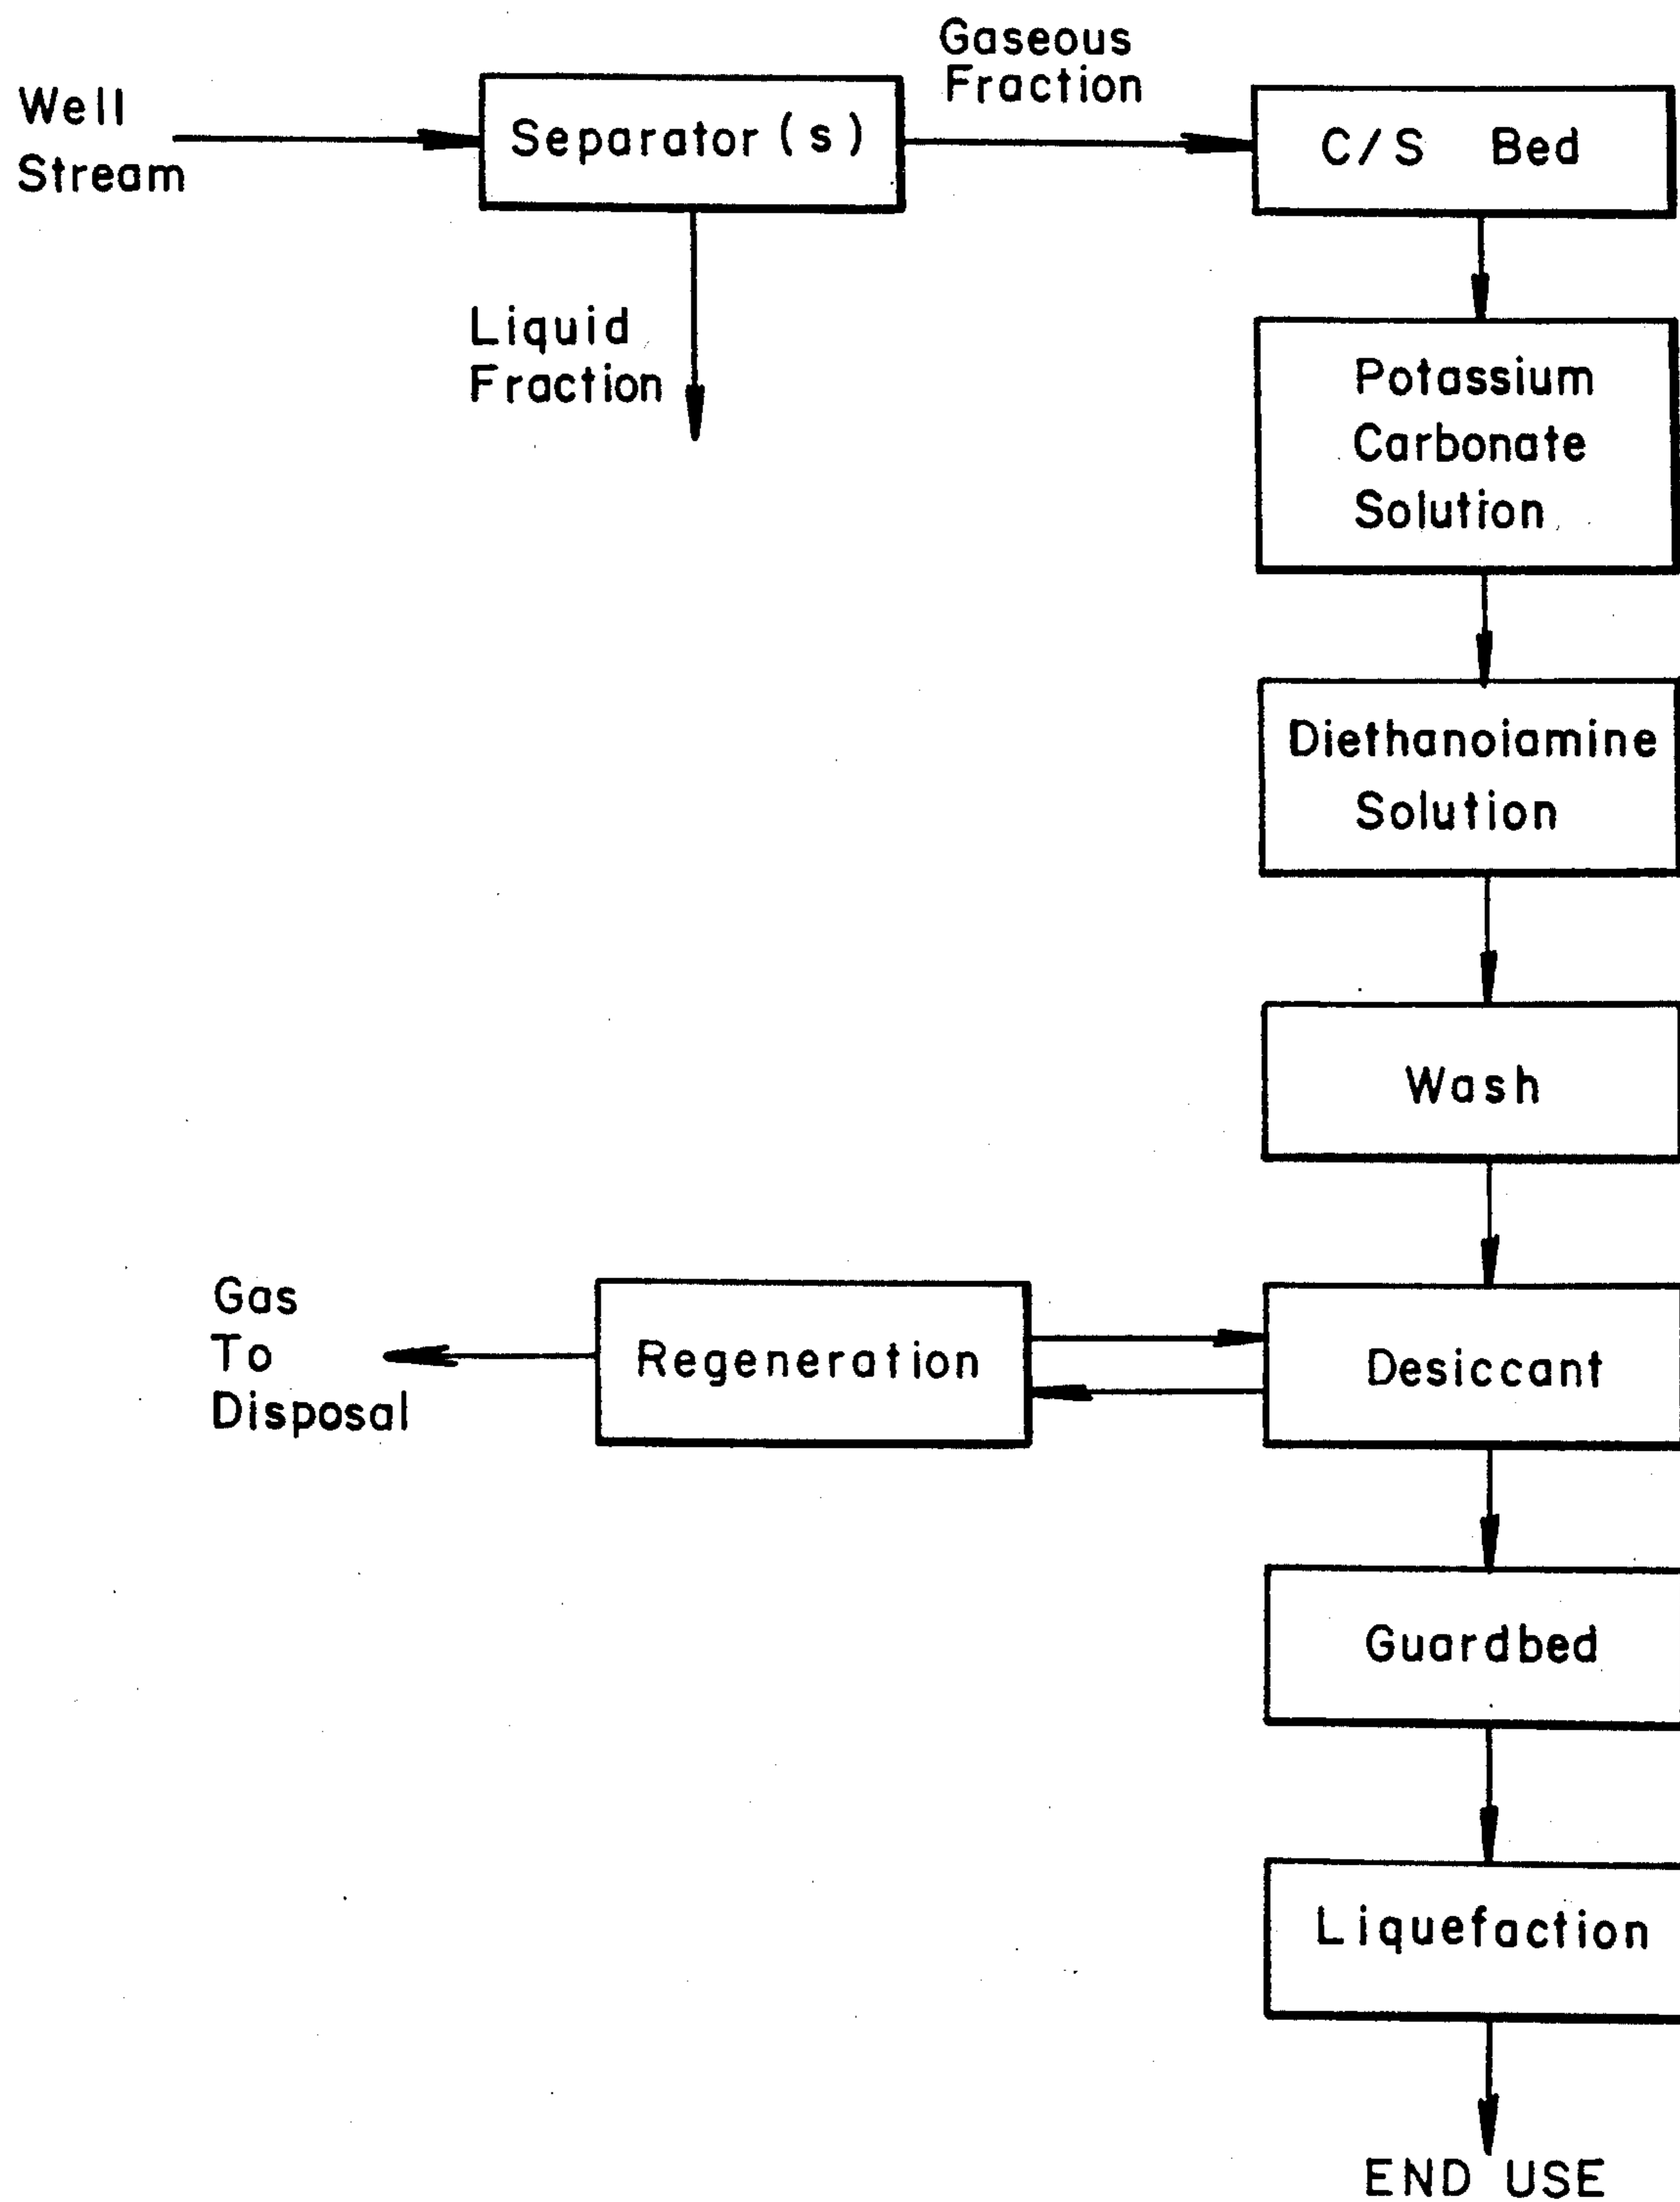 Gaseous
Fraction
Well
Stream
Separator(s)
C/S Bed
Liquid
Fraction
Potassium
Carbonate
Solution
Diethanoiamine
Solution
Wash
Gas
To
Disposal
Regeneration
Desiccant
Guardbed
Liquefaction
END USE